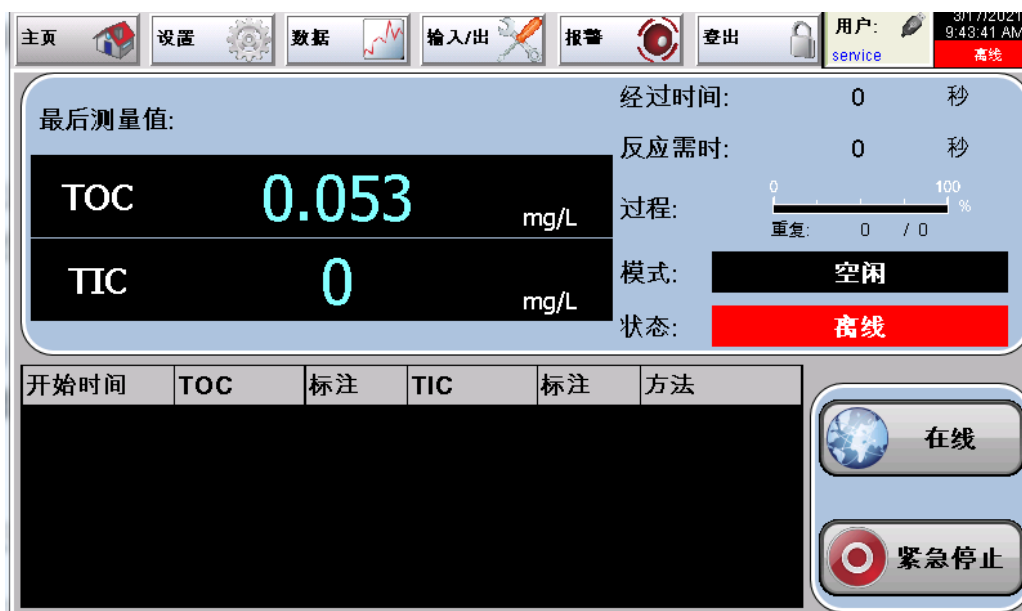 主页 设置 数据 输入/出 报警 登出 用户: 3/17/2021
service 9:43:41 AM
离线
最后测量值: 经过时间: 0 秒
反应需时: 0 秒
TOC 0.053 mg/L
过程: 0 100 %
重复: 0 / 0
TIC 0 mg/L
模式: 空闲
状态: 离线
开始时间 TOC 标注 TIC 标注 方法
在线
紧急停止